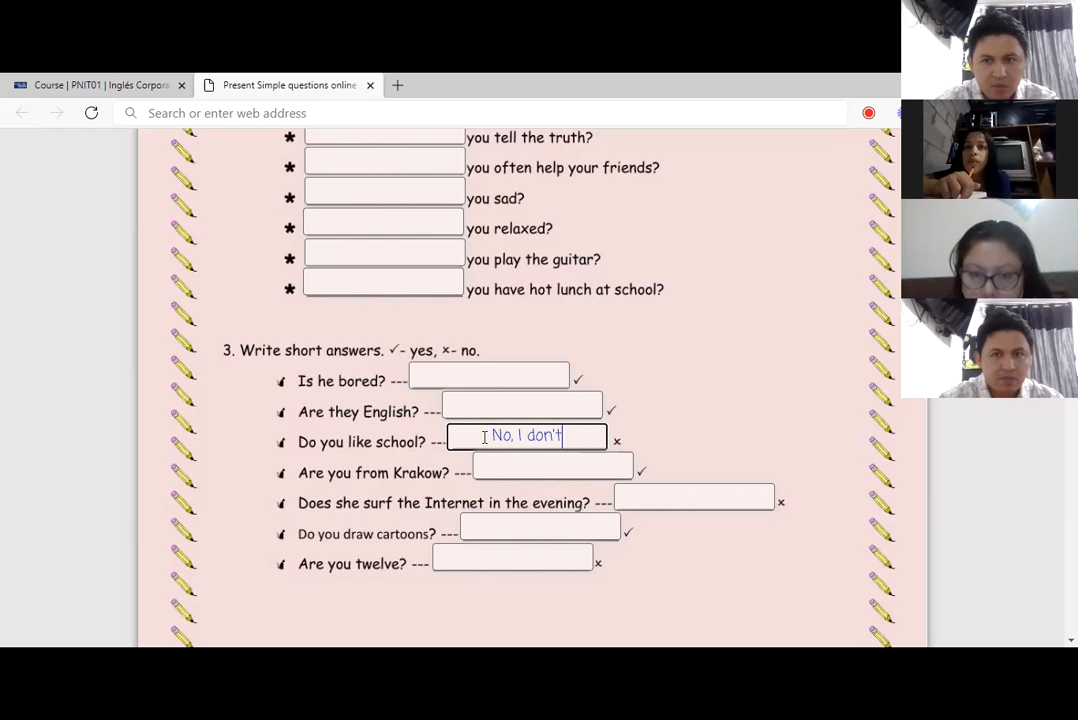 Course | PNIT01 | Inglés Corpora
Present Simple questions online
Search or enter web address
* you tell the truth?
* you often help your friends?
* you sad?
* you relaxed?
* you play the guitar?
* you have hot lunch at school?
3. Write short answers. ✓- yes, ×- no.
Is he bored? --- ✓
Are they English? --- ✓
Do you like school? --- No, I don't ×
Are you from Krakow? --- ✓
Does she surf the Internet in the evening? --- ×
Do you draw cartoons? --- ✓
Are you twelve? --- ×